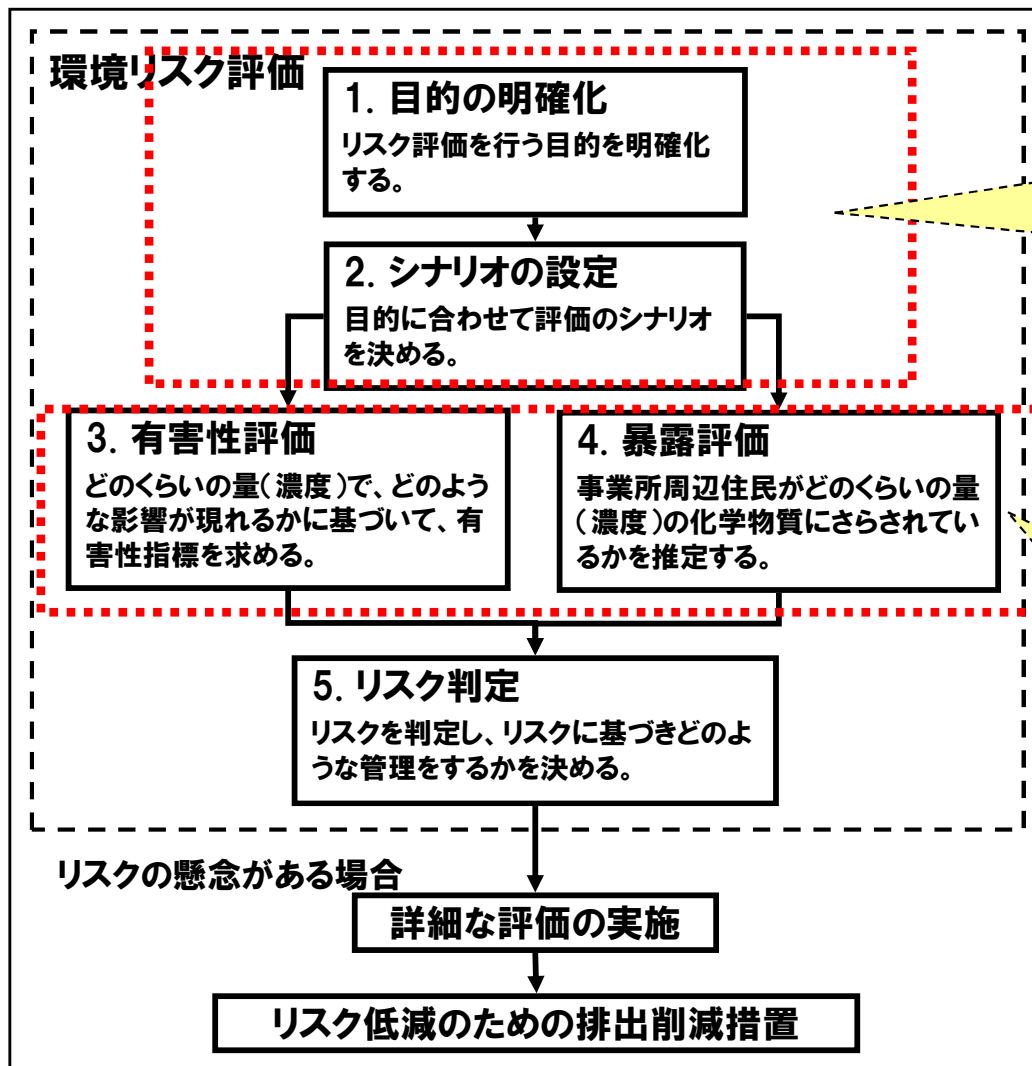 環境リスク評価
1. 目的の明確化
リスク評価を行う目的を明確化
する。
2. シナリオの設定
目的に合わせて評価のシナリオ
を決める。
3. 有害性評価
どのくらいの量(濃度)で、どのよう
な影響が現れるかに基づいて、有
害性指標を求める。
4. 暴露評価
事業所周辺住民がどのくらいの量
(濃度)の化学物質にさらされてい
るかを推定する。
5. リスク判定
リスクを判定し、リスクに基づきどのよ
うな管理をするかを決める。
リスクの懸念がある場合
詳細な評価の実施
リスク低減のための排出削減措置